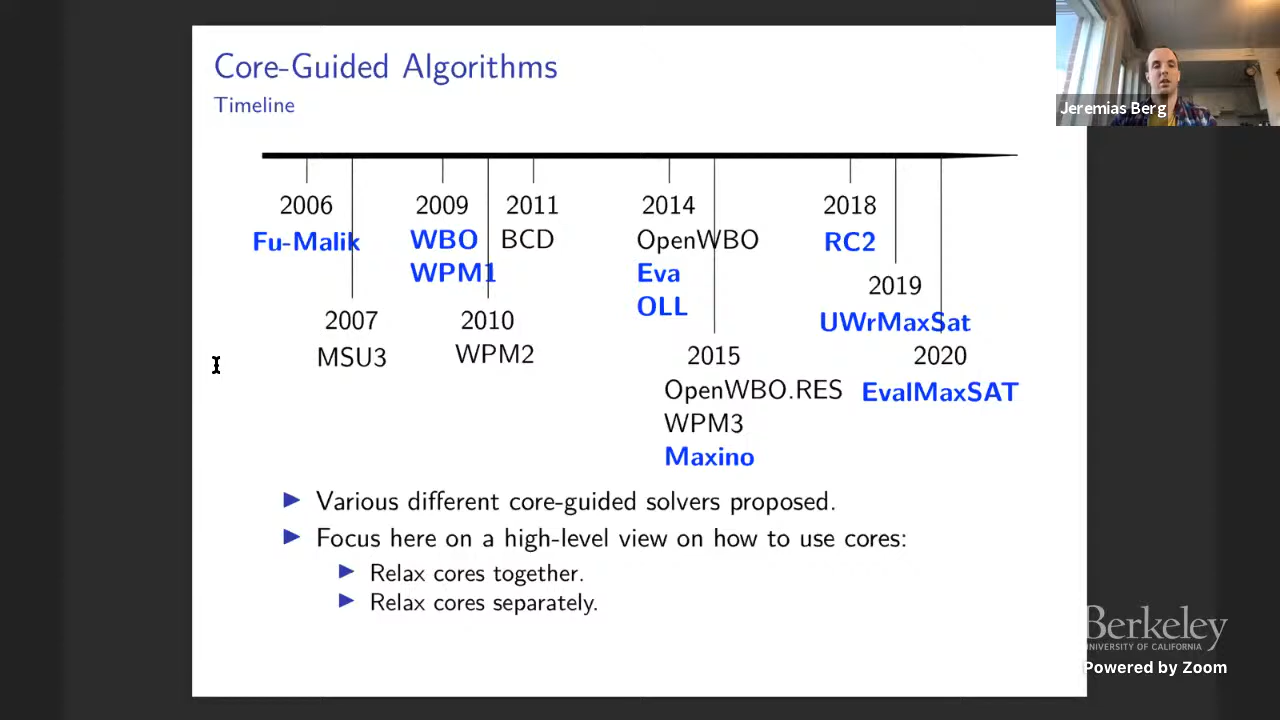 Core-Guided Algorithms
Timeline
Jeremias Berg
2006
Fu-Malik
2007
MSU3
2009
WBO
WPM1
2010
WPM2
2011
BCD
2014
OpenWBO
Eva
OLL
2015
OpenWBO.RES
WPM3
Maxino
2018
RC2
2019
UWrMaxSat
2020
EvalMaxSAT
▶ Various different core-guided solvers proposed.
▶ Focus here on a high-level view on how to use cores:
▶ Relax cores together.
▶ Relax cores separately.
Berkeley
UNIVERSITY OF CALIFORNIA
Powered by Zoom